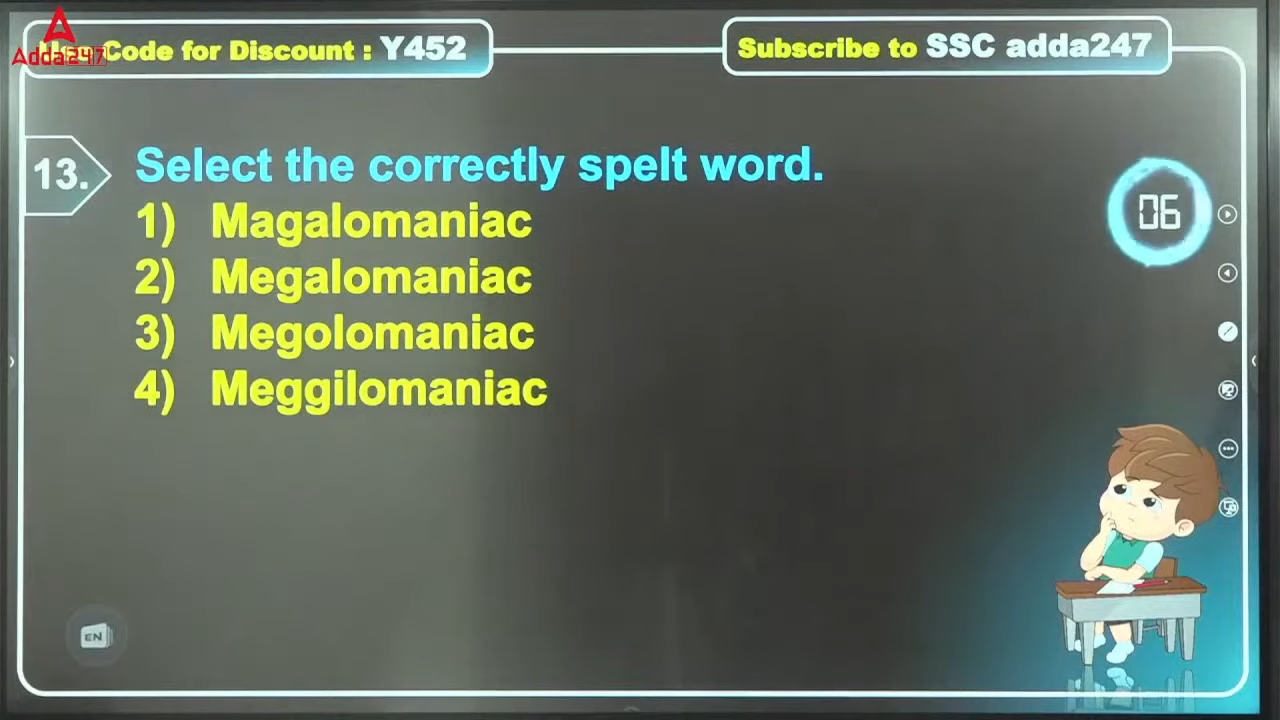 Code for Discount : Y452
Adda247
Subscribe to SSC adda247
13. Select the correctly spelt word.
06
1) Magalomaniac
2) Megalomaniac
3) Megolomaniac
4) Meggilomaniac
EN